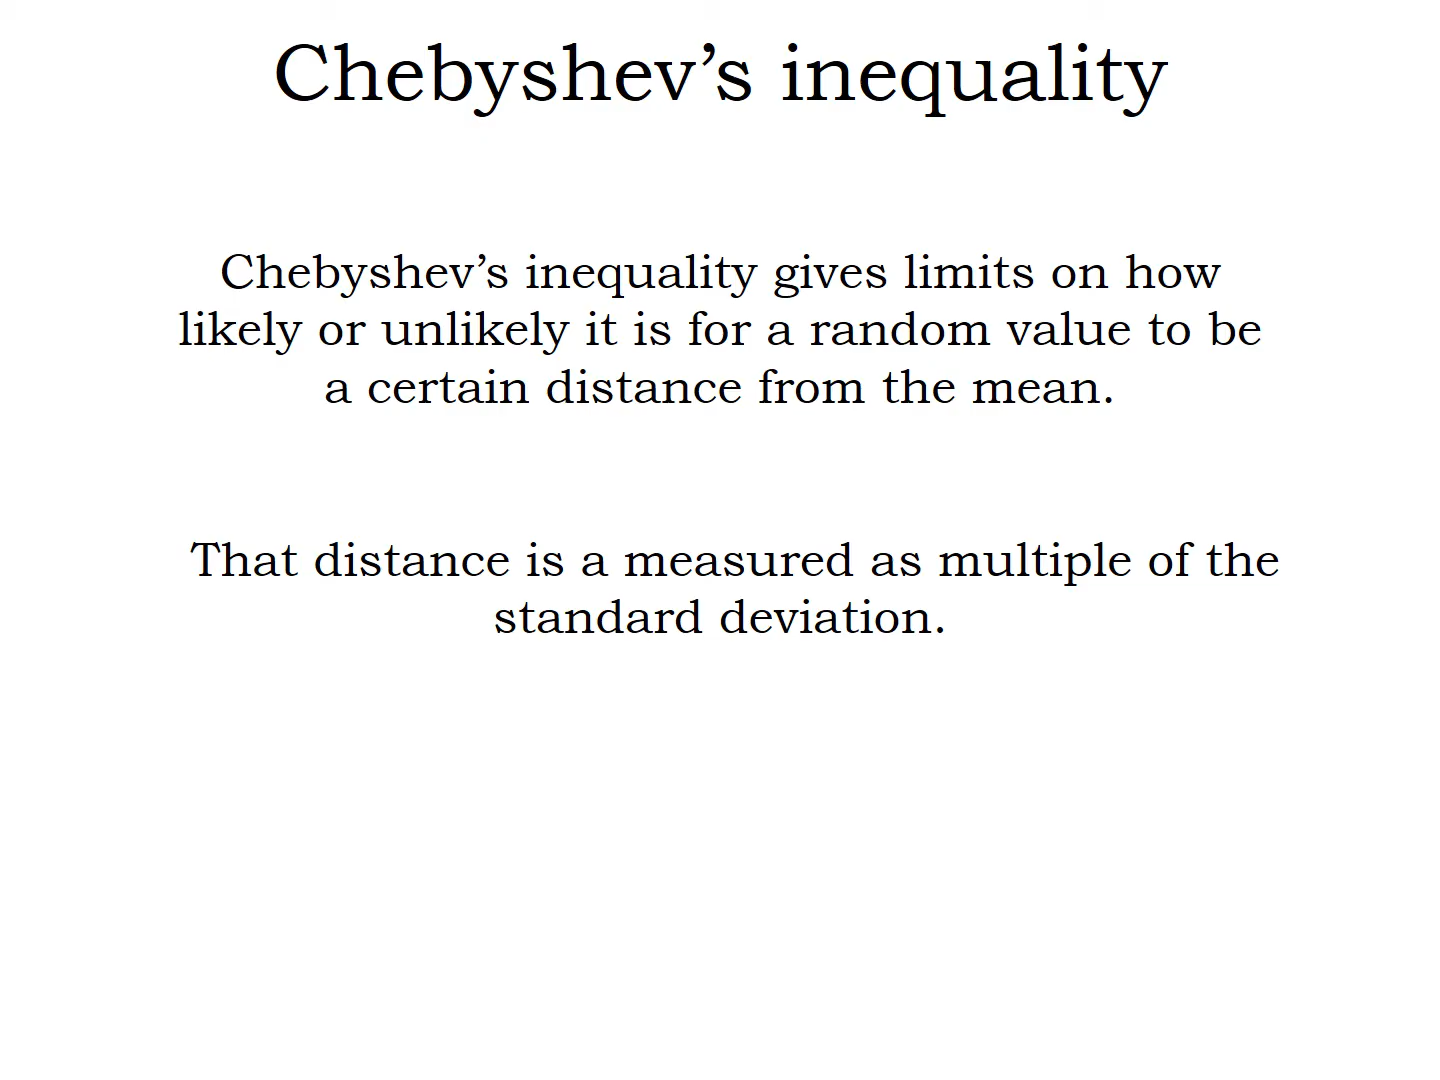 Chebyshev’s inequality
Chebyshev’s inequality gives limits on how
likely or unlikely it is for a random value to be
a certain distance from the mean.
That distance is a measured as multiple of the
standard deviation.